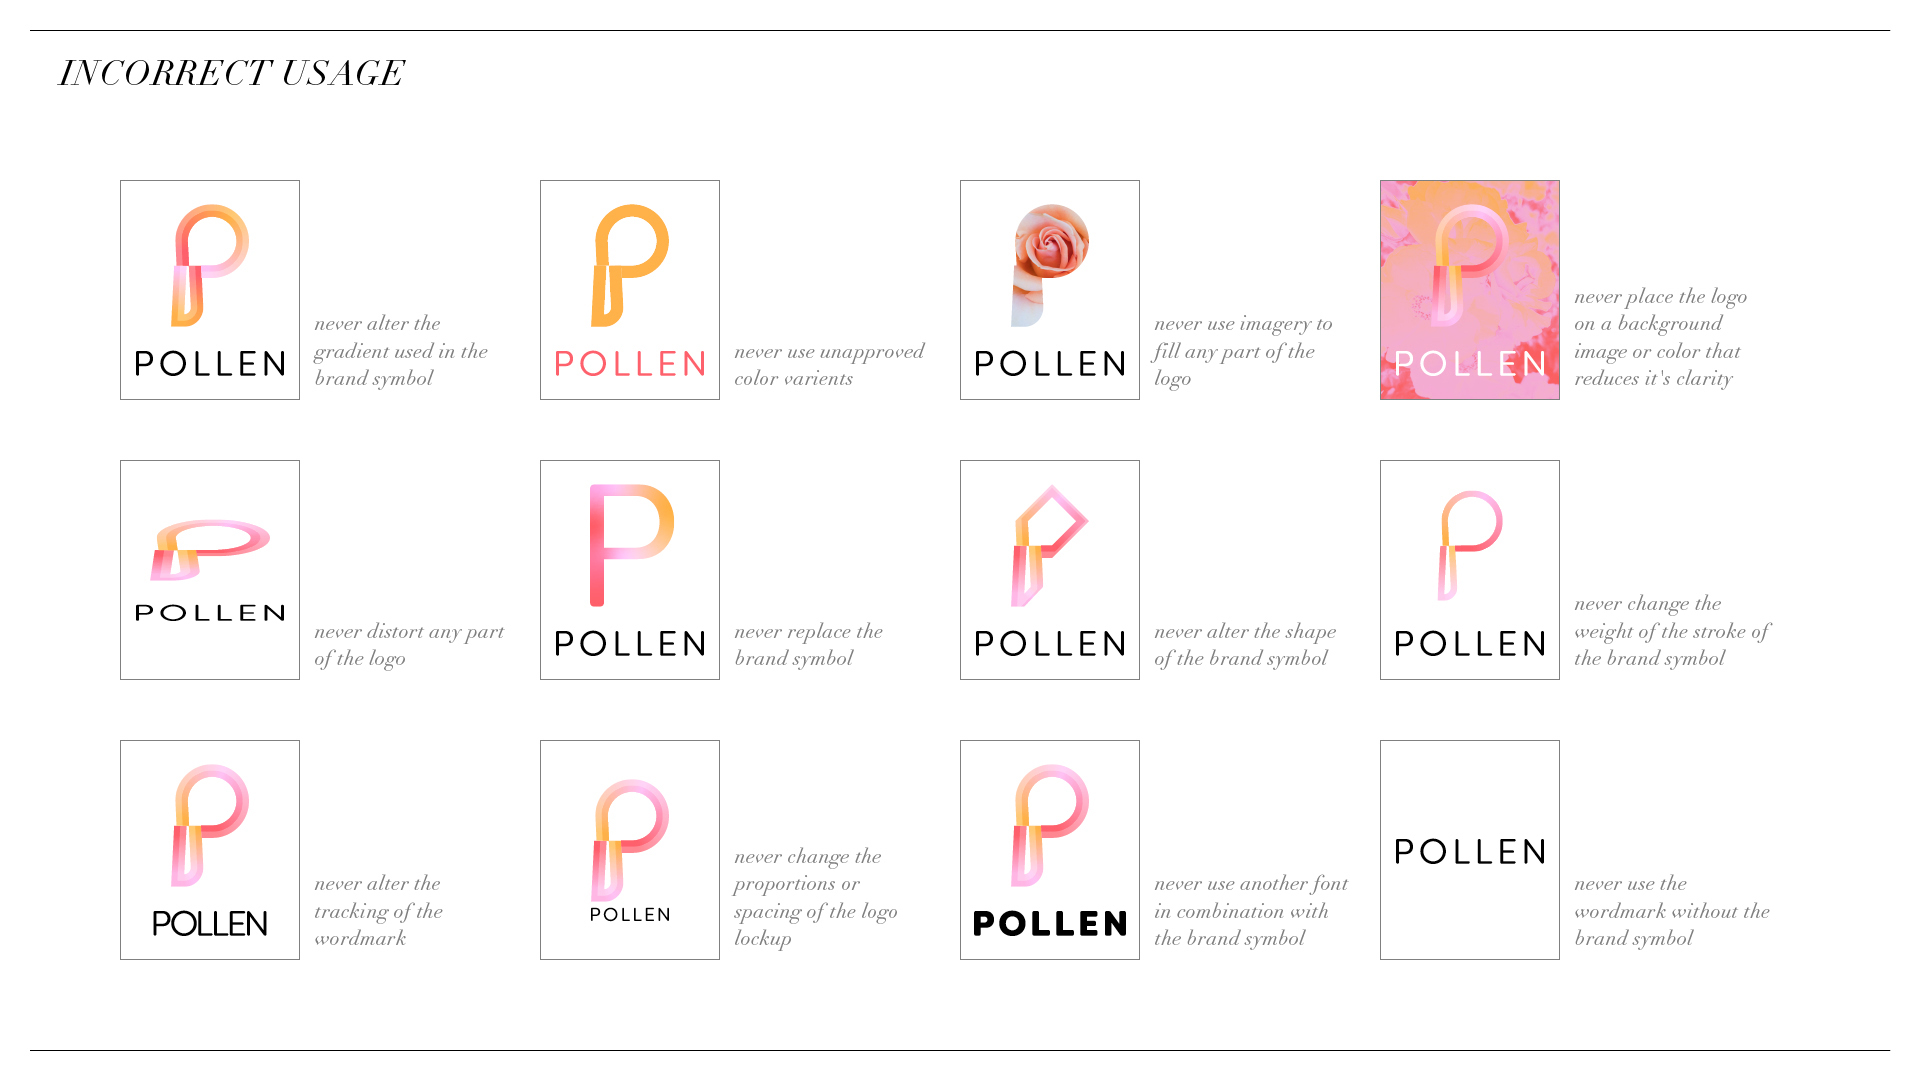 INCORRECT USAGE
POLLEN
never alter the
gradient used in the
brand symbol
POLLEN
never use unapproved
color varients
POLLEN
never use imagery to
fill any part of the
logo
POLLEN
never place the logo
on a background
image or color that
reduces it's clarity
POLLEN
never distort any part
of the logo
P
POLLEN
never replace the
brand symbol
POLLEN
never alter the shape
of the brand symbol
POLLEN
never change the
weight of the stroke of
the brand symbol
POLLEN
never alter the
tracking of the
wordmark
POLLEN
never change the
proportions or
spacing of the logo
lockup
POLLEN
never use another font
in combination with
the brand symbol
POLLEN
never use the
wordmark without the
brand symbol